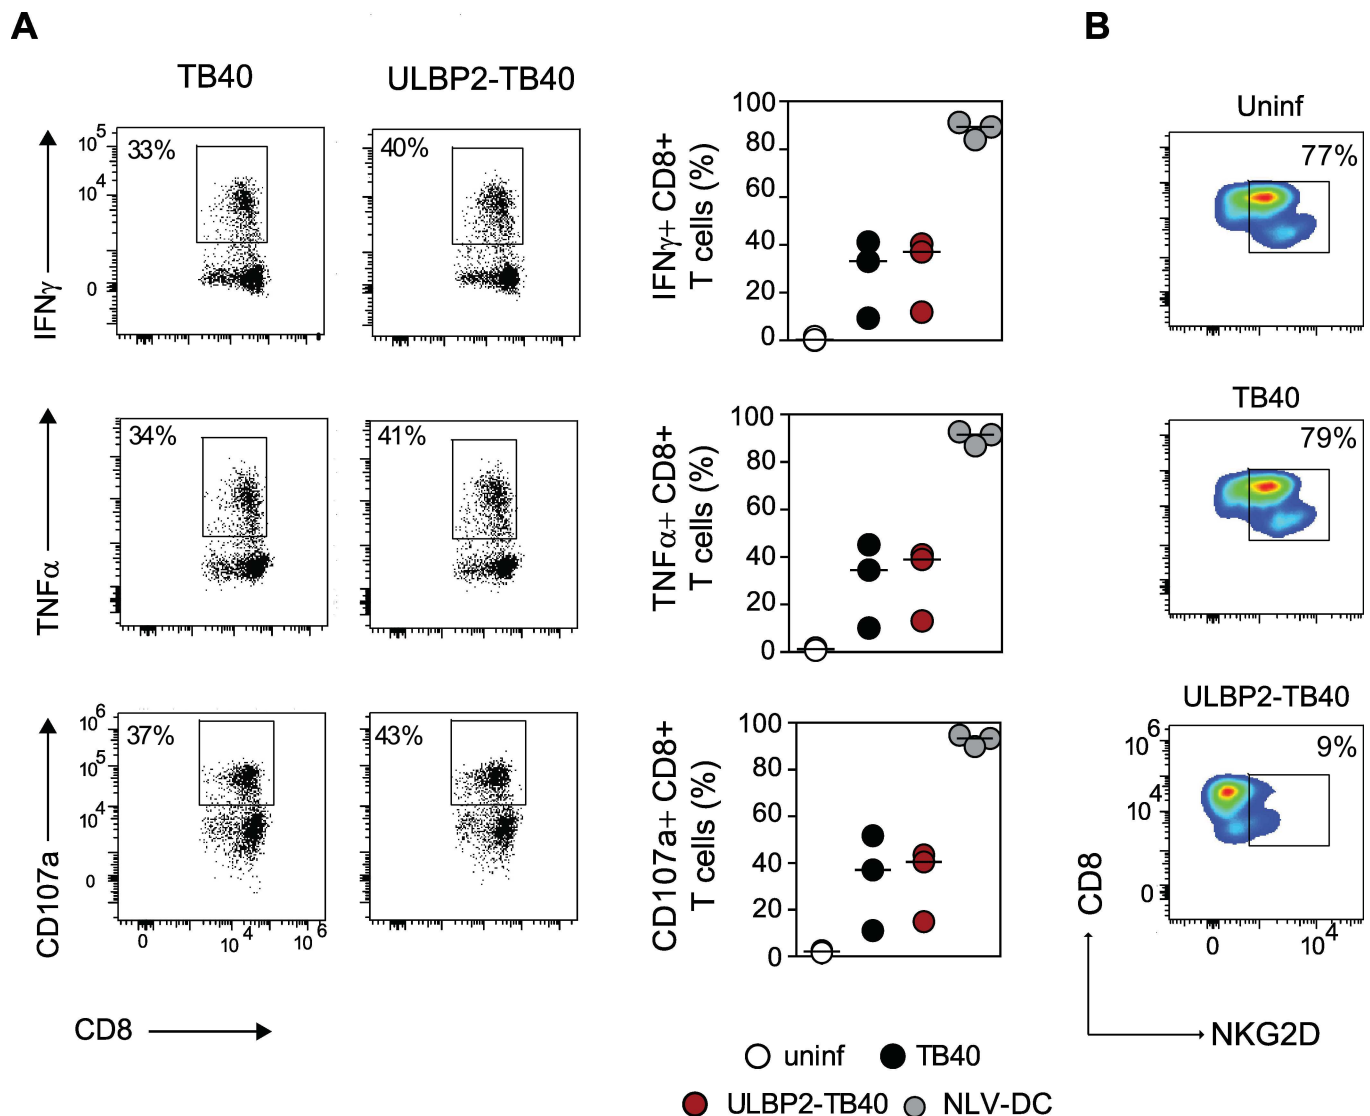 A
B
TB40
ULBP2-TB40
IFNγ
10^5
10^4
0
33%
40%
IFNγ+ CD8+
T cells (%)
100
80
60
40
20
0
Uninf
77%
TNFα
34%
41%
TNFα+ CD8+
T cells (%)
100
80
60
40
20
0
TB40
79%
CD107a
10^6
10^5
10^4
0
37%
43%
0
10^4
10^6
CD107a+ CD8+
T cells (%)
100
80
60
40
20
0
ULBP2-TB40
9%
10^6
10^4
0
0
10^4
CD8
NKG2D
CD8
uninf
TB40
ULBP2-TB40
NLV-DC